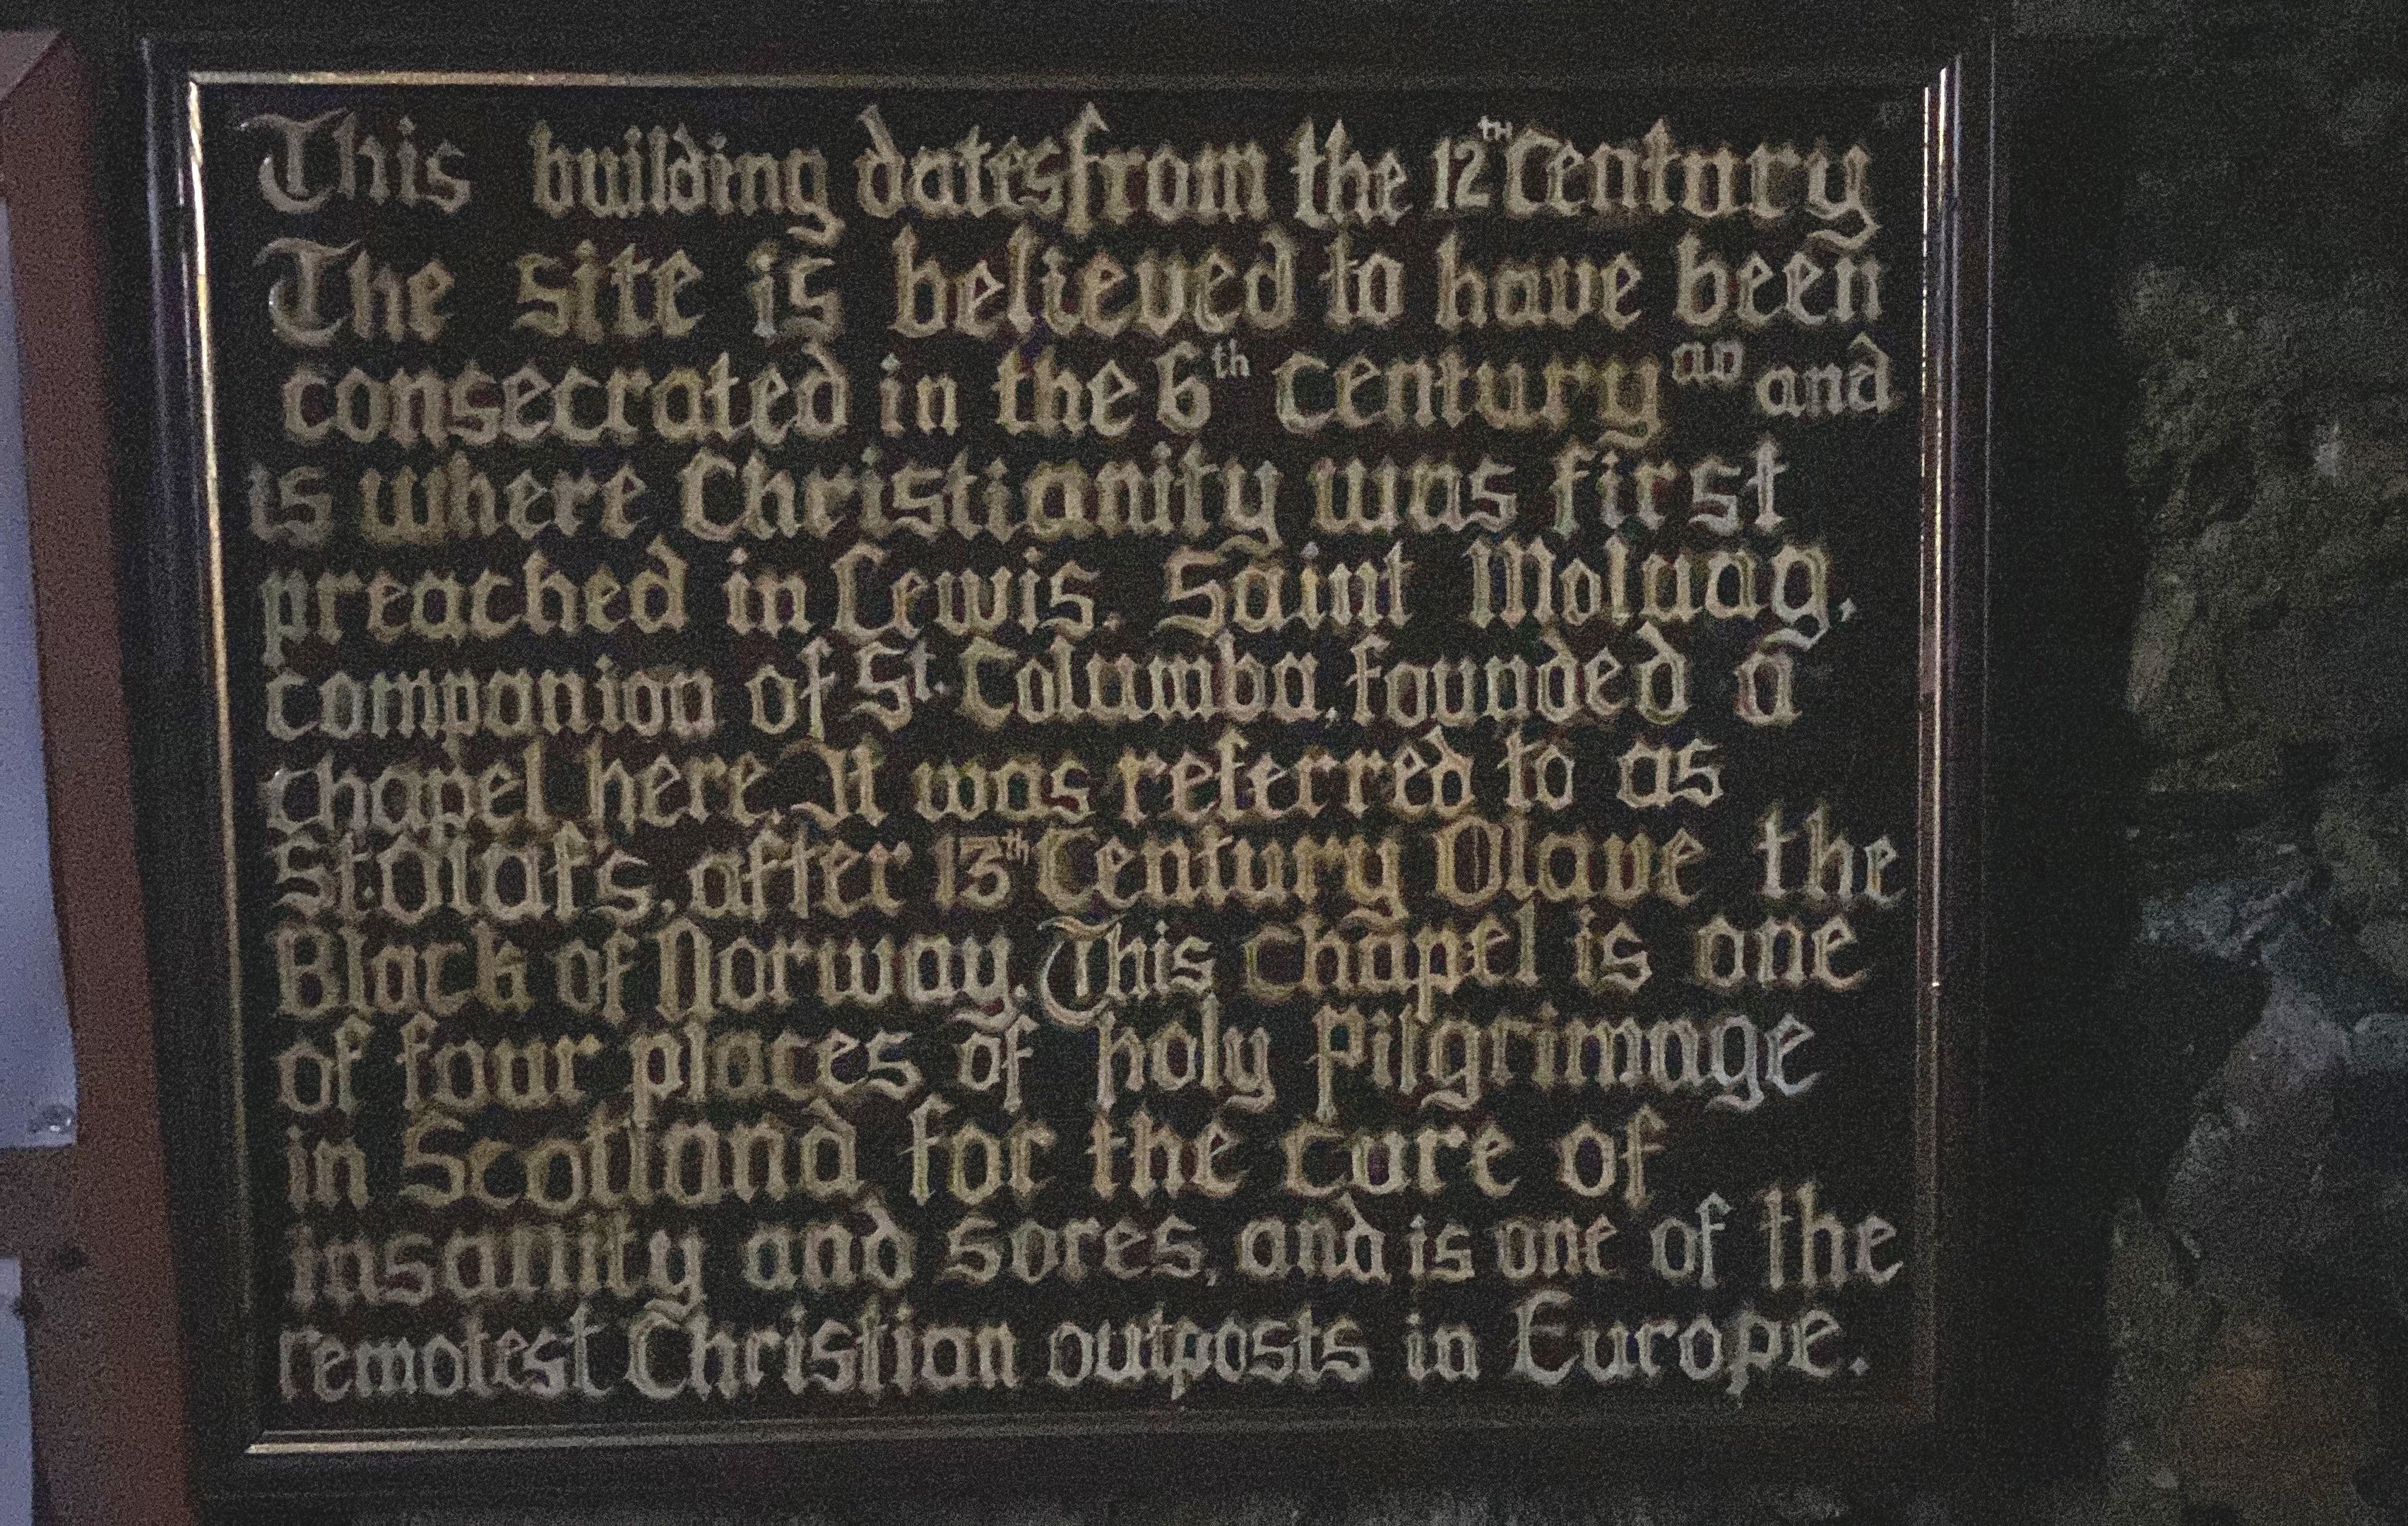 This building dates from the 12TH Century
The site is believed to have been
consecrated in the 6th century AD and
is where Christianity was first
preached in Lewis. Saint Moluag,
companion of St. Columba, founded a
chapel here. It was referred to as
St. Olaf's, after 13th Century Olave the
Black of Norway. This chapel is one
of four places of holy pilgrimage
in Scotland for the cure of
insanity and sores, and is one of the
remotest Christian outposts in Europe.